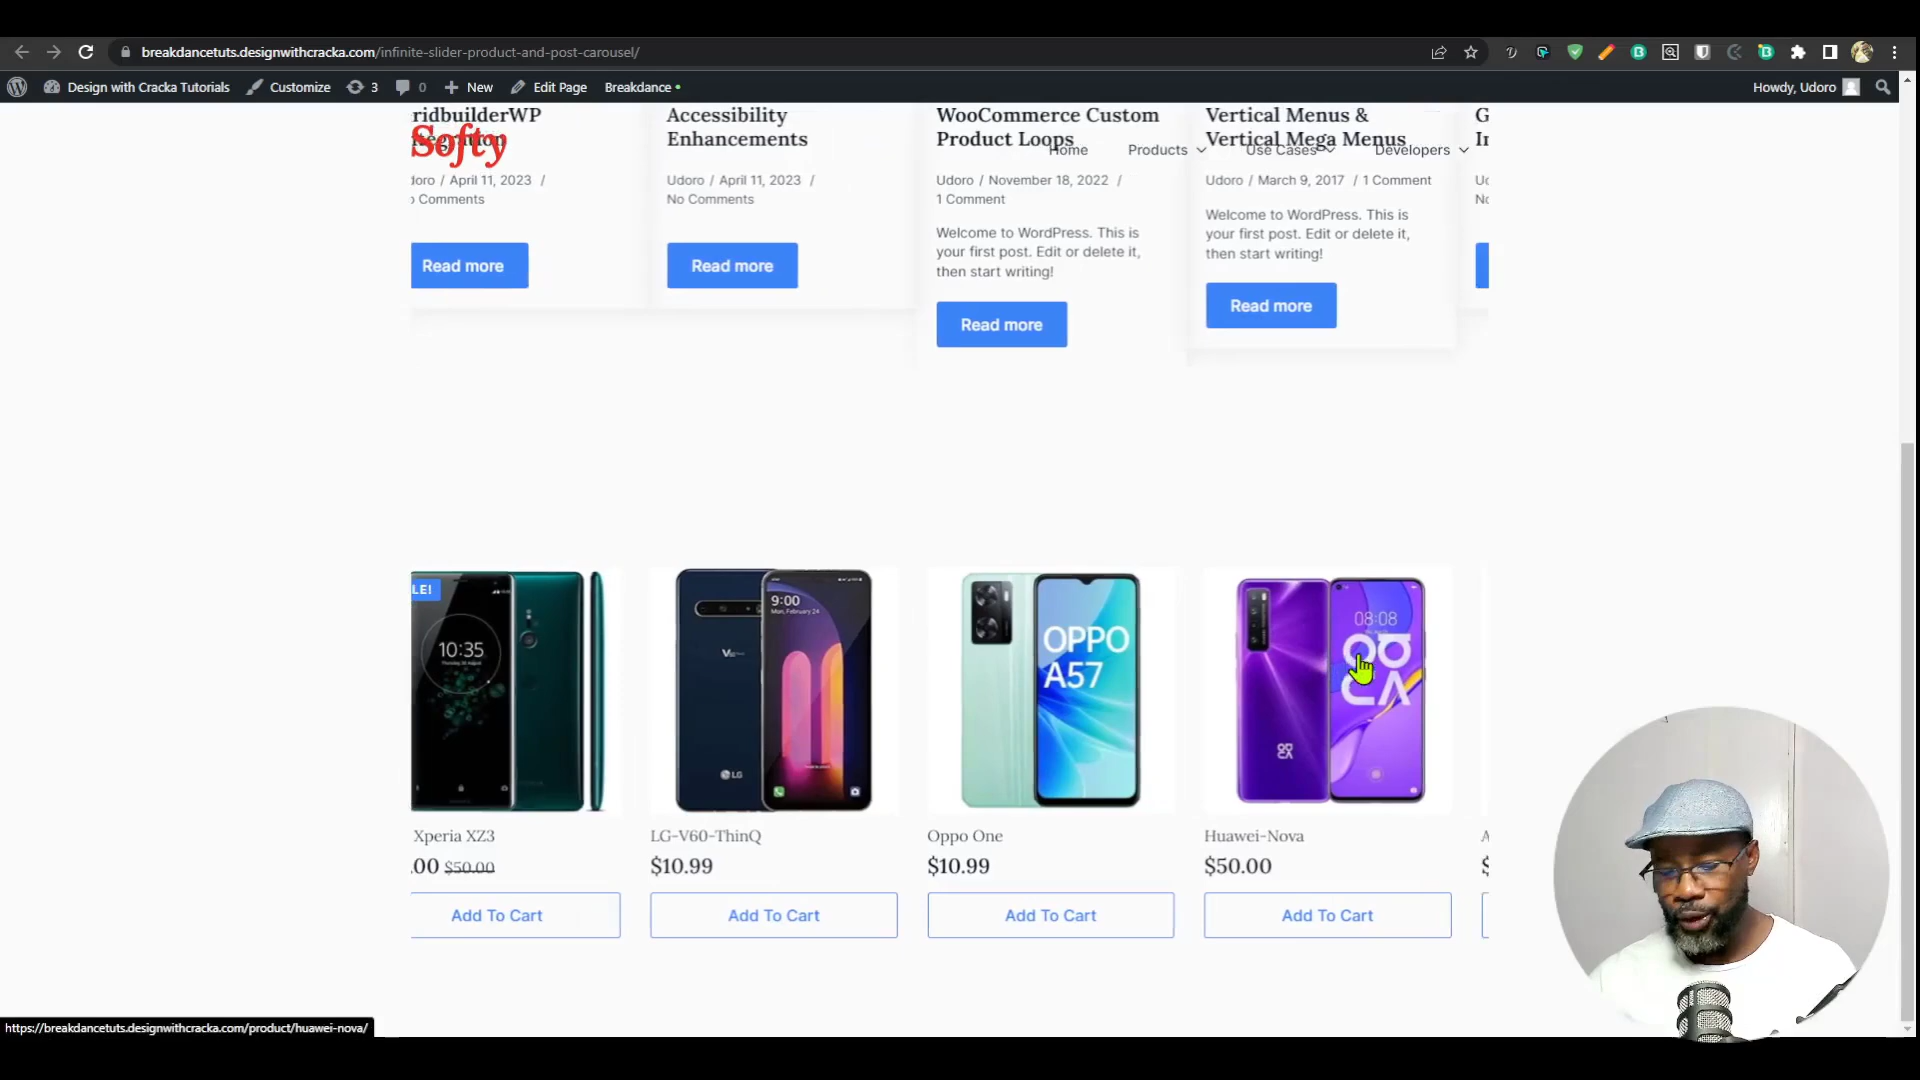 breakdancetuts.designwithcracka.com/infinite-slider-product-and-post-carousel/
Design with Cracka Tutorials Customize 3 0 New Edit Page Breakdance Howdy, Udoro
ridbuilderWP
Accessibility
Enhancements
WooCommerce Custom
Product Loops
Vertical Menus &
Vertical Mega Menus
G
Softy
Home Products Use Cases Developers
Udoro / April 11, 2023 /
No Comments
Udoro / November 18, 2022 /
1 Comment
Udoro / March 9, 2017 / 1 Comment
doro / April 11, 2023 /
Comments
Welcome to WordPress. This is
your first post. Edit or delete it,
then start writing!
Welcome to WordPress. This is
your first post. Edit or delete it,
then start writing!
Read more
Read more
Read more
Read more
LE!
10:35
9:00
Mon, February 24
LG
OPPO
A57
08:08
Xperia XZ3
.00 $50.00
Add To Cart
LG-V60-ThinQ
$10.99
Add To Cart
Oppo One
$10.99
Add To Cart
Huawei-Nova
$50.00
Add To Cart
https://breakdancetuts.designwithcracka.com/product/huawei-nova/